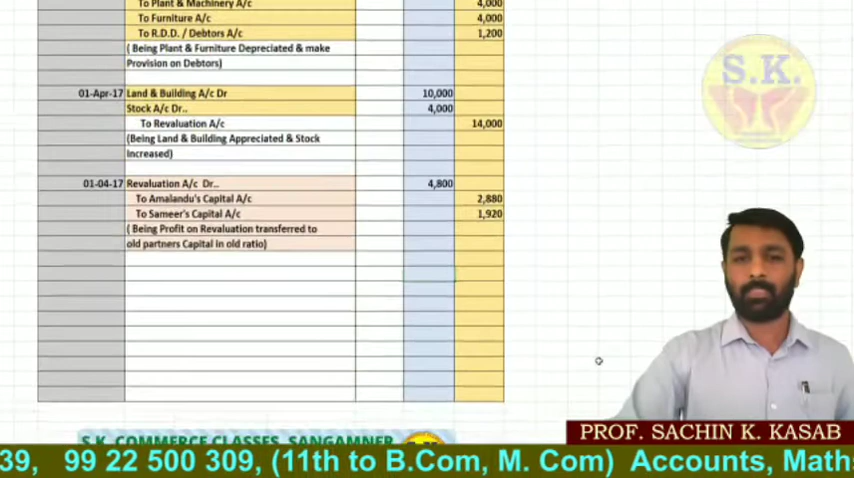 To Plant & Machinery A/c 4,000
To Furniture A/c 4,000
To R.D.D. / Debtors A/c 1,200
( Being Plant & Furniture Depreciated & make
Provision on Debtors)
01-Apr-17 Land & Building A/c Dr 10,000
Stock A/c Dr.. 4,000
To Revaluation A/c 14,000
(Being Land & Building Appreciated & Stock
Increased)
01-04-17 Revaluation A/c Dr.. 4,800
To Amalandu's Capital A/c 2,880
To Sameer's Capital A/c 1,920
( Being Profit on Revaluation transferred to
old partners Capital in old ratio)
S.K.
PROF. SACHIN K. KASAB
S.K. COMMERCE CLASSES, SANGAMNER
39, 99 22 500 309, (11th to B.Com, M. Com) Accounts, Maths